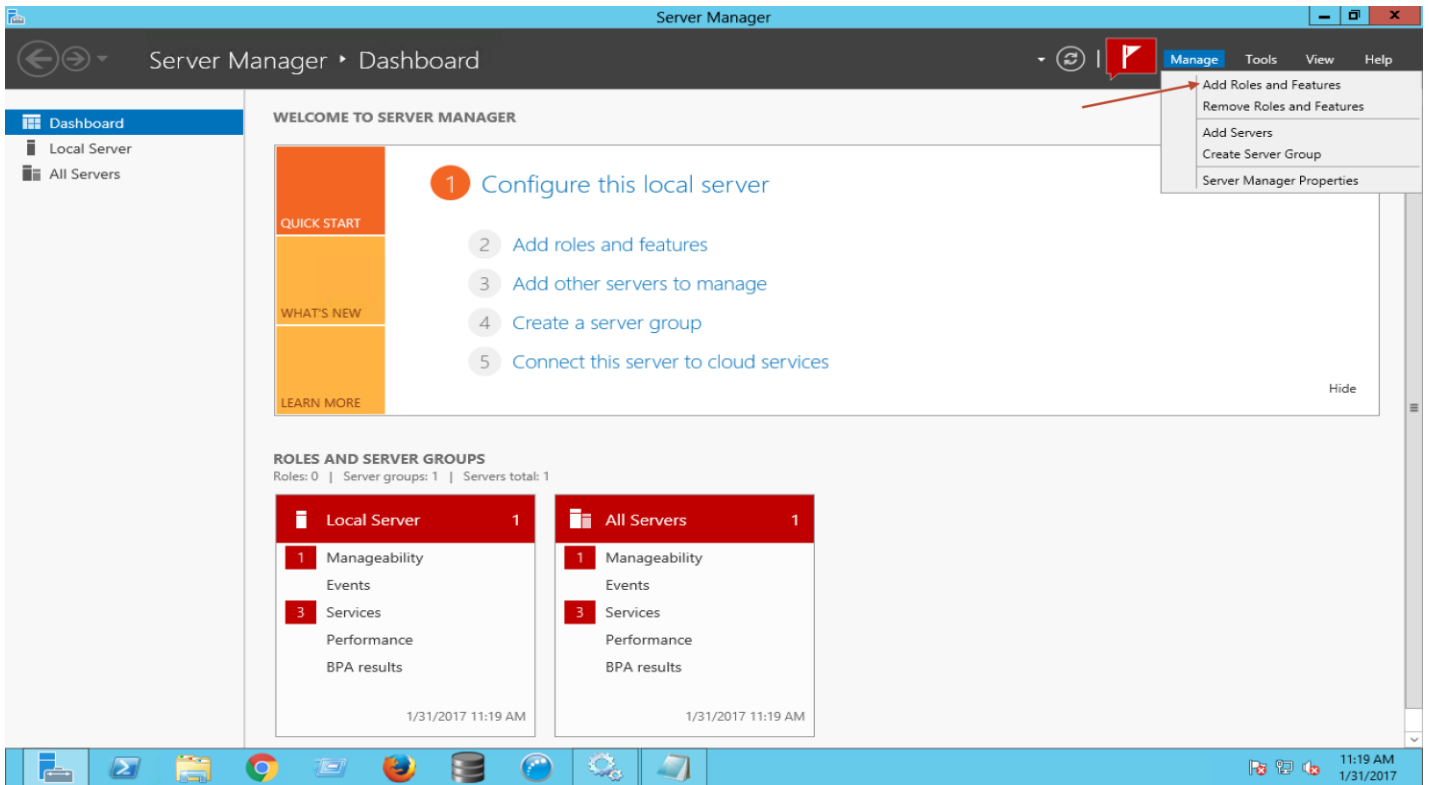 Server Manager
Server Manager ‣ Dashboard
Manage Tools View Help
Add Roles and Features
Remove Roles and Features
Add Servers
Create Server Group
Server Manager Properties
Dashboard
Local Server
All Servers
WELCOME TO SERVER MANAGER
QUICK START
WHAT'S NEW
LEARN MORE
1 Configure this local server
2 Add roles and features
3 Add other servers to manage
4 Create a server group
5 Connect this server to cloud services
Hide
ROLES AND SERVER GROUPS
Roles: 0 | Server groups: 1 | Servers total: 1
Local Server 1
1 Manageability
Events
3 Services
Performance
BPA results
1/31/2017 11:19 AM
All Servers 1
1 Manageability
Events
3 Services
Performance
BPA results
1/31/2017 11:19 AM
11:19 AM
1/31/2017